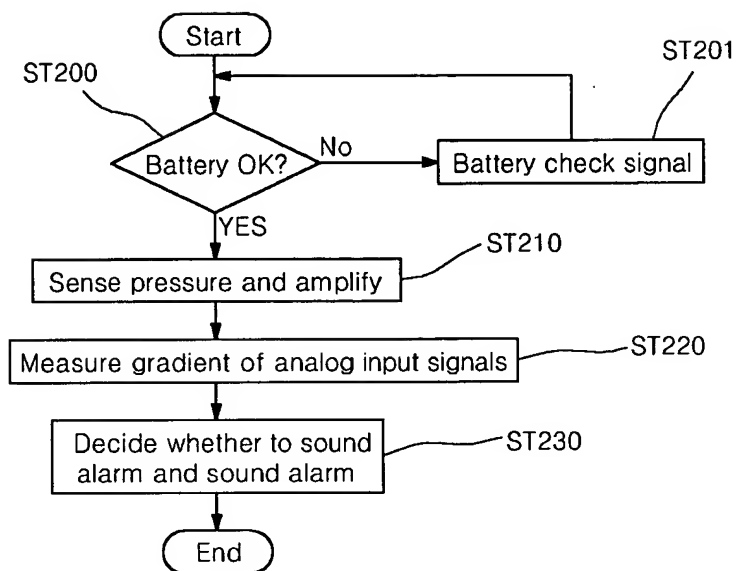 Start
ST200
ST201
Battery OK?
No
Battery check signal
YES
ST210
Sense pressure and amplify
ST220
Measure gradient of analog input signals
Decide whether to sound
alarm and sound alarm
ST230
End